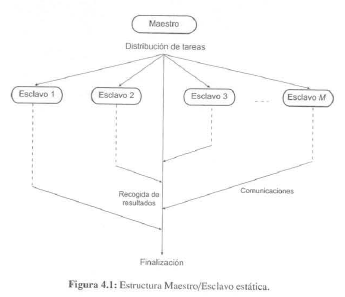 Maestro
Distribución de tareas
Esclavo 1
Esclavo 2
Esclavo 3
Esclavo M
Recogida de
resultados
Comunicaciones
Finalización
Figura 4.1: Estructura Maestro/Esclavo estática.